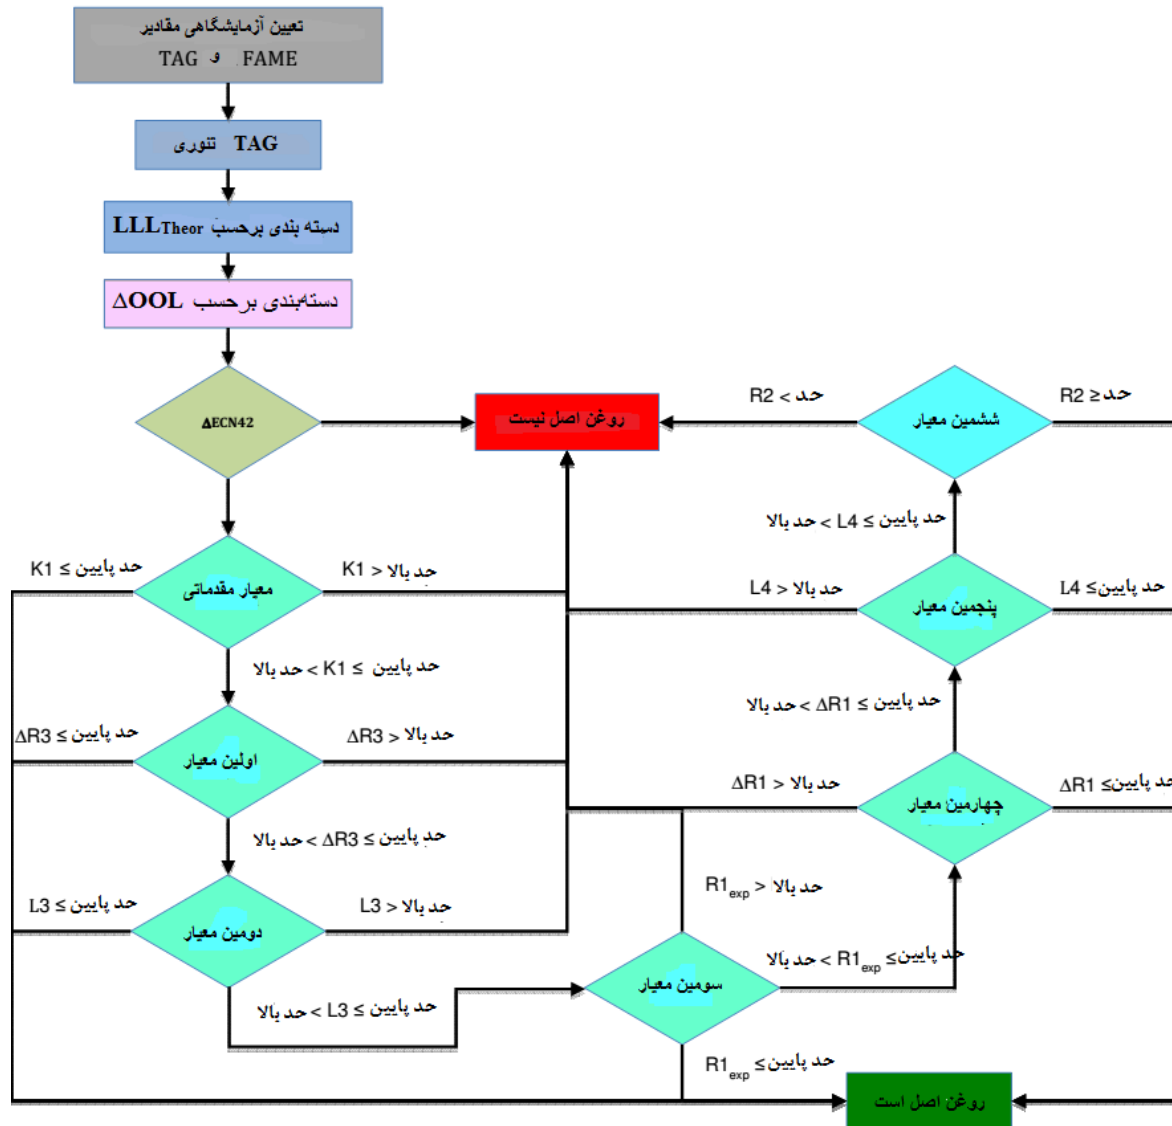 تعیین آزمایشگاهی مقادیر
TAG و FAME
TAG تئوری
دسته بندی برحسب LLLTheor
دسته‌بندی برحسب ΔOOL
ΔECN42
روغن اصل نیست
R2 < حد
ششمین معیار
R2 ≥ حد
حد پایین ≥ L4 > حد بالا
K1 ≤ حد پایین
معیار مقدماتی
K1 > حد بالا
L4 > حد بالا
پنجمین معیار
L4 ≤ حد پایین
حد پایین ≥ K1 > حد بالا
حد پایین ≥ ΔR1 > حد بالا
ΔR3 ≤ حد پایین
اولین معیار
ΔR3 > حد بالا
ΔR1 > حد بالا
چهارمین معیار
ΔR1 ≤ حد پایین
حد پایین ≥ ΔR3 > حد بالا
L3 ≤ حد پایین
دومین معیار
L3 > حد بالا
R1exp > حد بالا
حد پایین ≥ R1exp > حد بالا
سومین معیار
حد پایین ≥ L3 > حد بالا
R1exp ≤ حد پایین
روغن اصل است